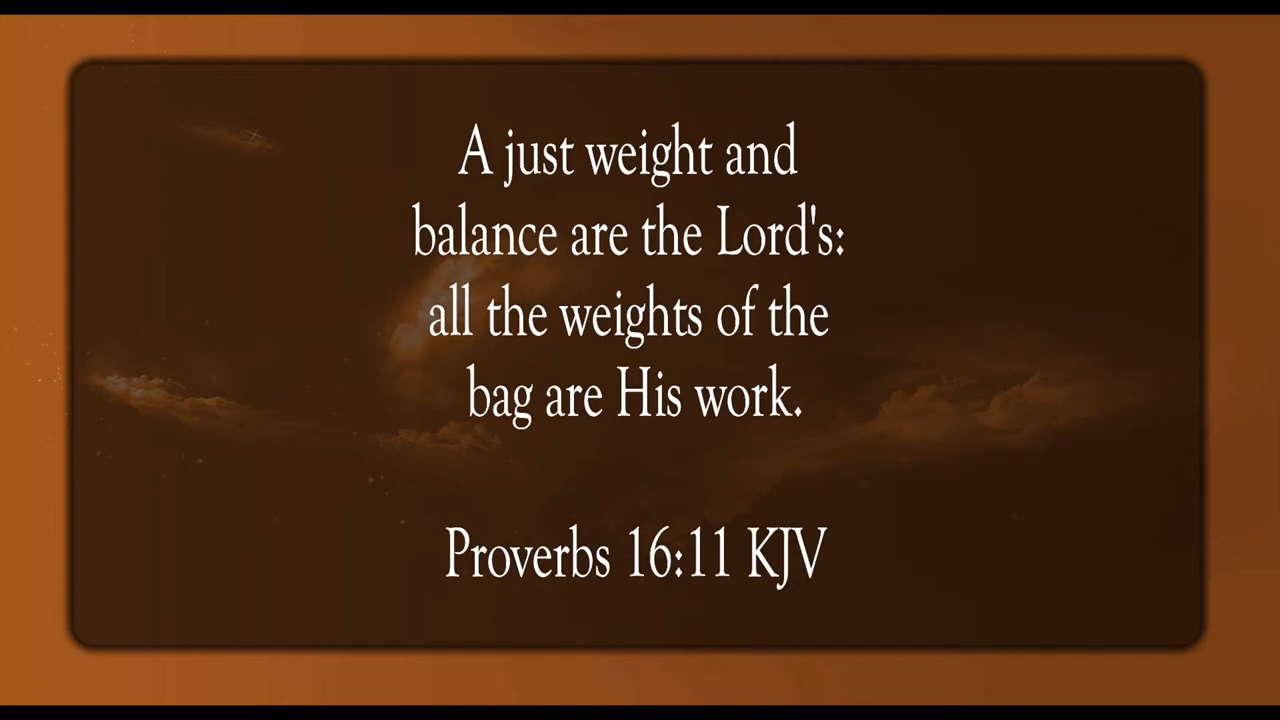 A just weight and
balance are the Lord's:
all the weights of the
bag are His work.
Proverbs 16:11 KJV